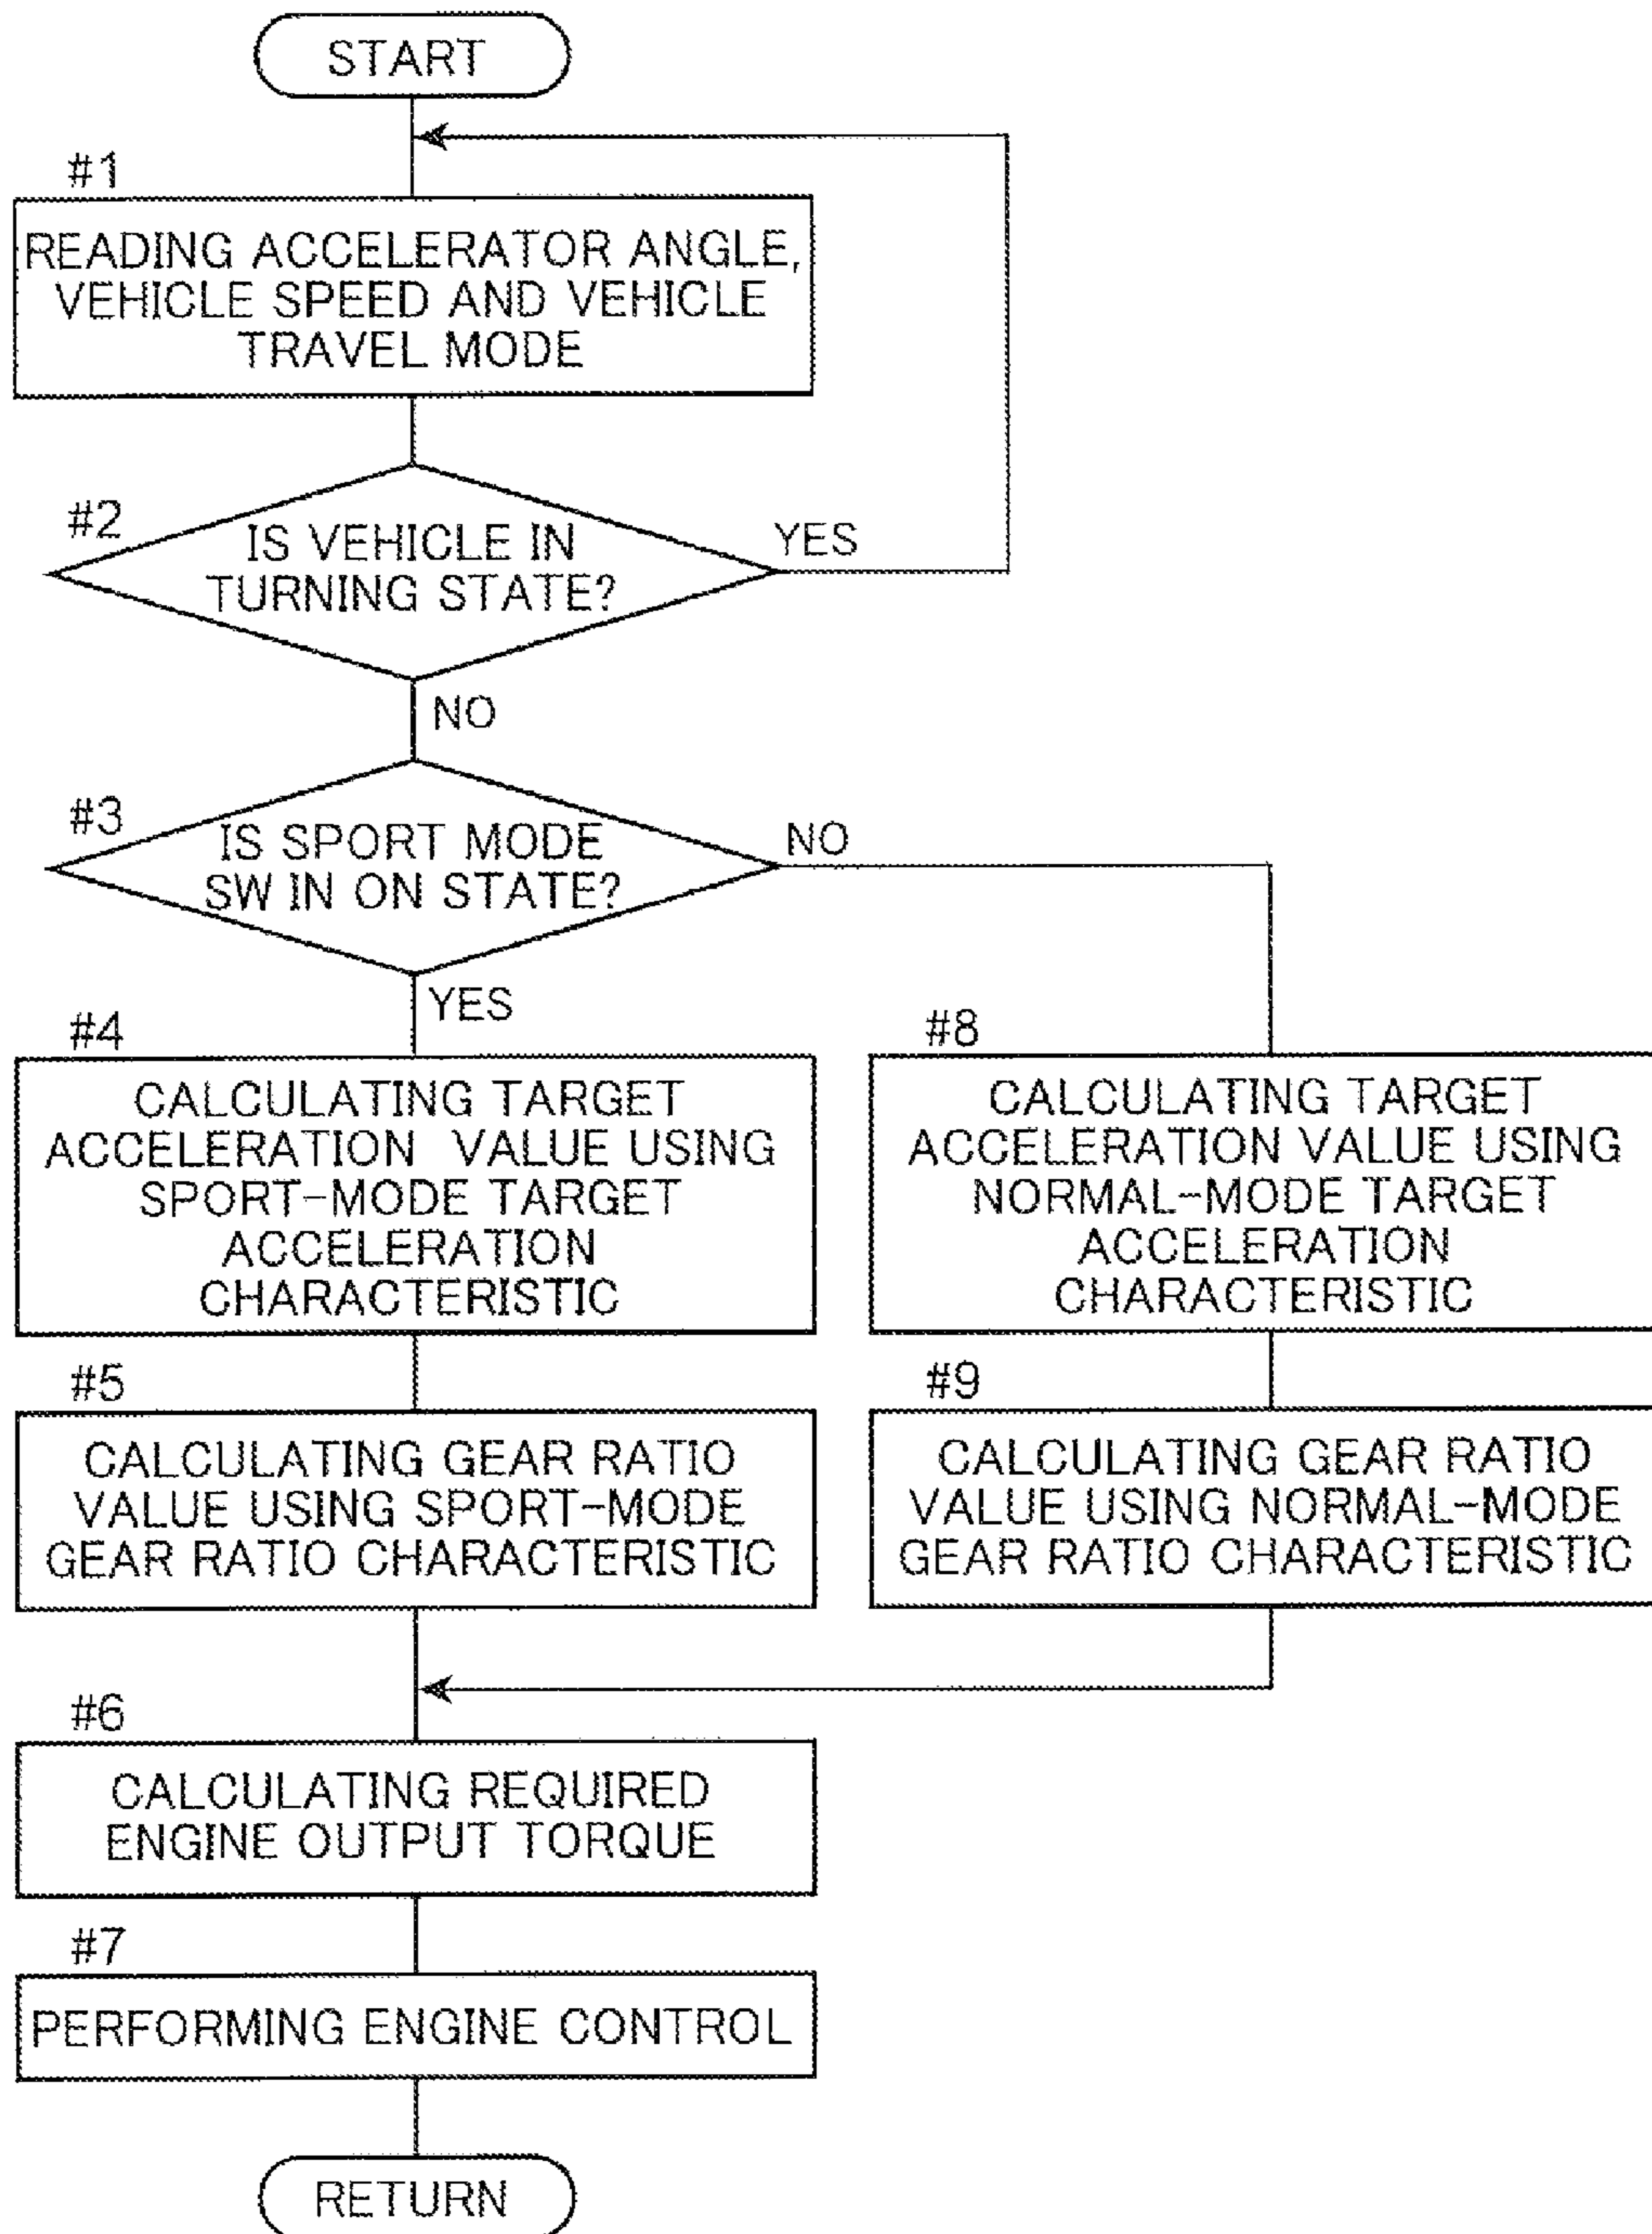 START
#1
READING ACCELERATOR ANGLE,
VEHICLE SPEED AND VEHICLE
TRAVEL MODE
#2
IS VEHICLE IN
TURNING STATE?
YES
NO
#3
IS SPORT MODE
SW IN ON STATE?
NO
YES
#4
CALCULATING TARGET
ACCELERATION VALUE USING
SPORT-MODE TARGET
ACCELERATION
CHARACTERISTIC
#8
CALCULATING TARGET
ACCELERATION VALUE USING
NORMAL-MODE TARGET
ACCELERATION
CHARACTERISTIC
#5
CALCULATING GEAR RATIO
VALUE USING SPORT-MODE
GEAR RATIO CHARACTERISTIC
#9
CALCULATING GEAR RATIO
VALUE USING NORMAL-MODE
GEAR RATIO CHARACTERISTIC
#6
CALCULATING REQUIRED
ENGINE OUTPUT TORQUE
#7
PERFORMING ENGINE CONTROL
RETURN